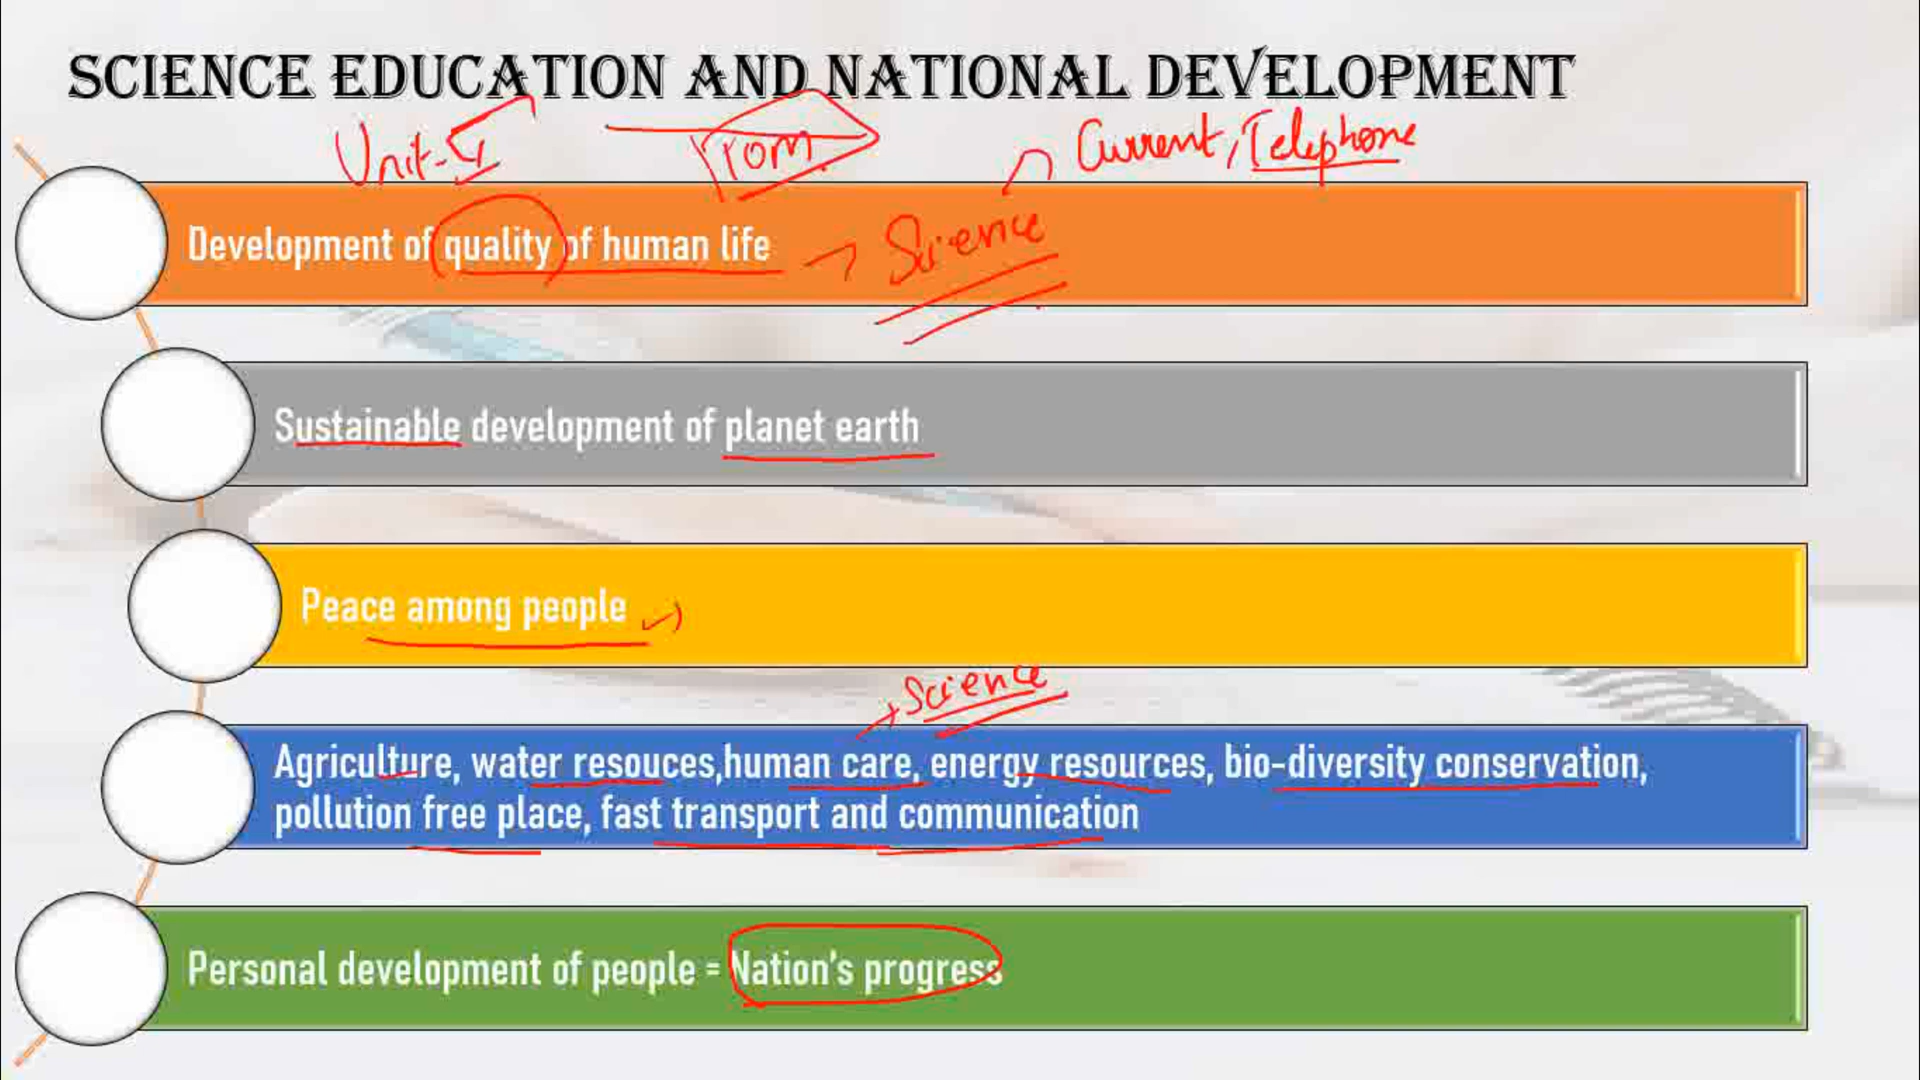 SCIENCE EDUCATION AND NATIONAL DEVELOPMENT
Current, Telephone
Development of quality of human life
Science
Sustainable development of planet earth
Peace among people
Science
Agriculture, water resouces,human care, energy resources, bio-diversity conservation,
pollution free place, fast transport and communication
Personal development of people = Nation's progress